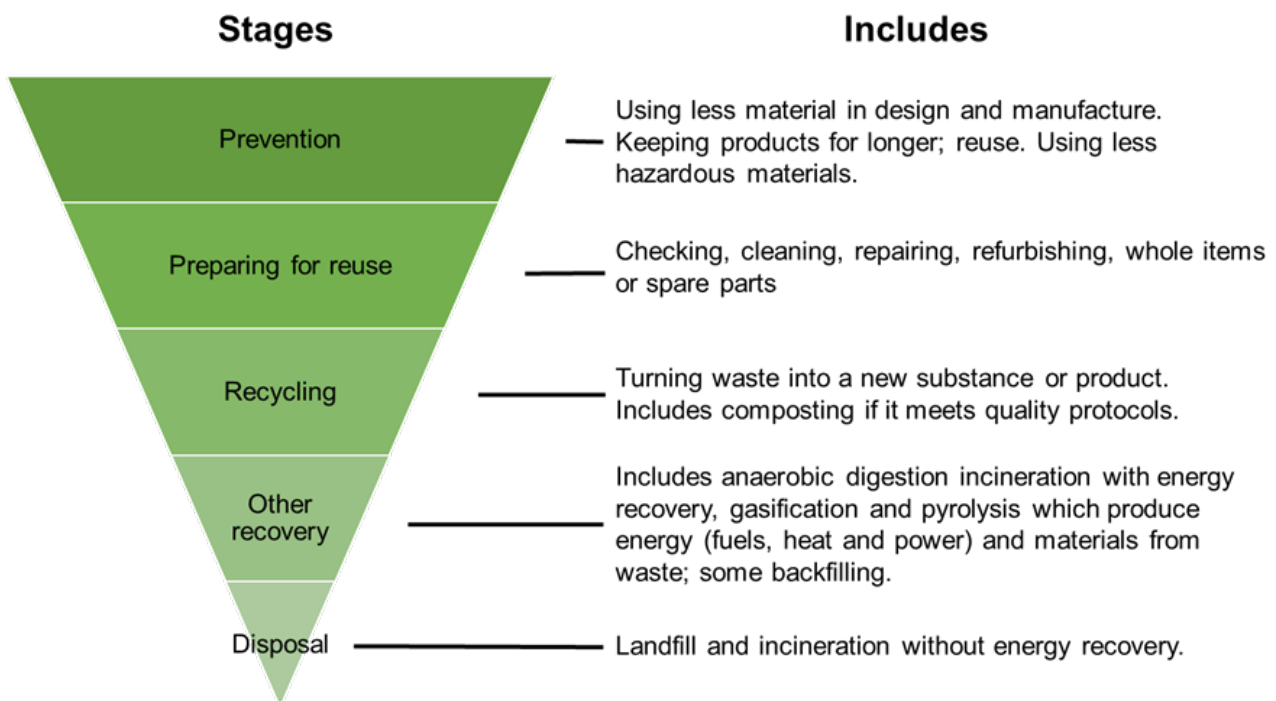 Stages
Includes
Prevention
Using less material in design and manufacture.
Keeping products for longer; reuse. Using less
hazardous materials.
Preparing for reuse
Checking, cleaning, repairing, refurbishing, whole items
or spare parts
Recycling
Turning waste into a new substance or product.
Includes composting if it meets quality protocols.
Other
recovery
Includes anaerobic digestion incineration with energy
recovery, gasification and pyrolysis which produce
energy (fuels, heat and power) and materials from
waste; some backfilling.
Disposal
Landfill and incineration without energy recovery.